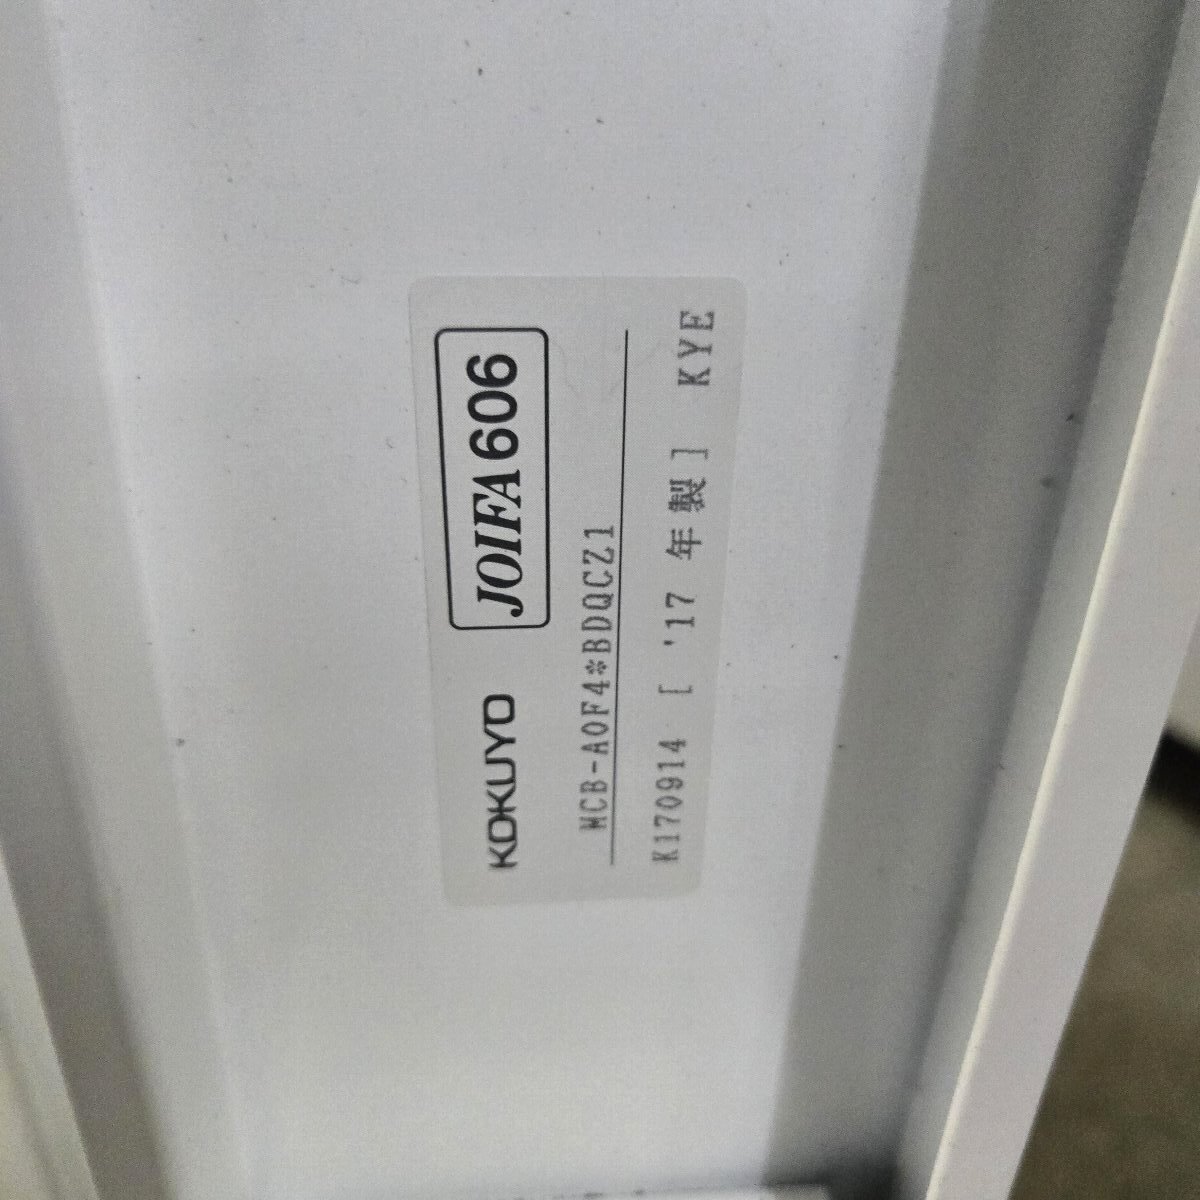 KOKUYO JOIFA 606
MCB-A0F4*BDQCZ1
K170914 [ '17 年製] KYE